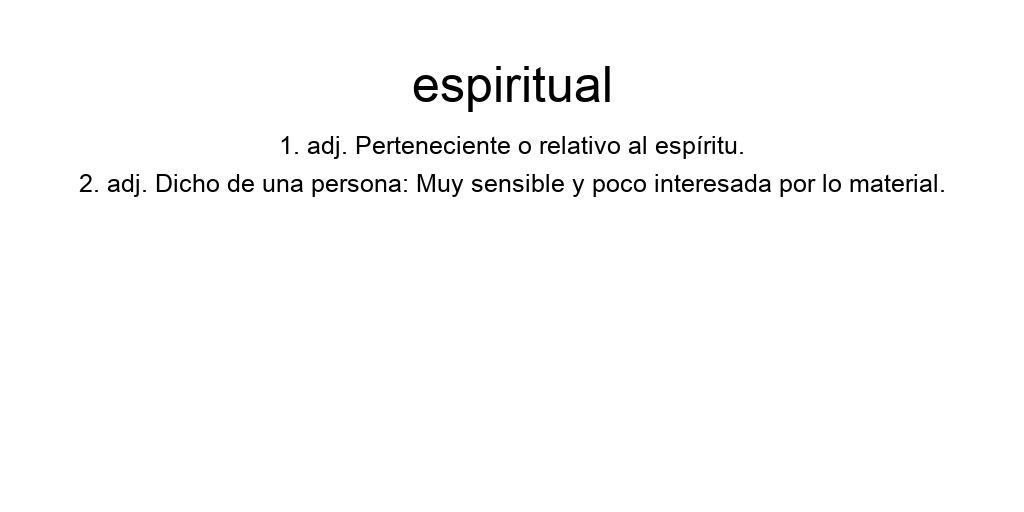 espiritual
1. adj. Perteneciente o relativo al espíritu.
2. adj. Dicho de una persona: Muy sensible y poco interesada por lo material.